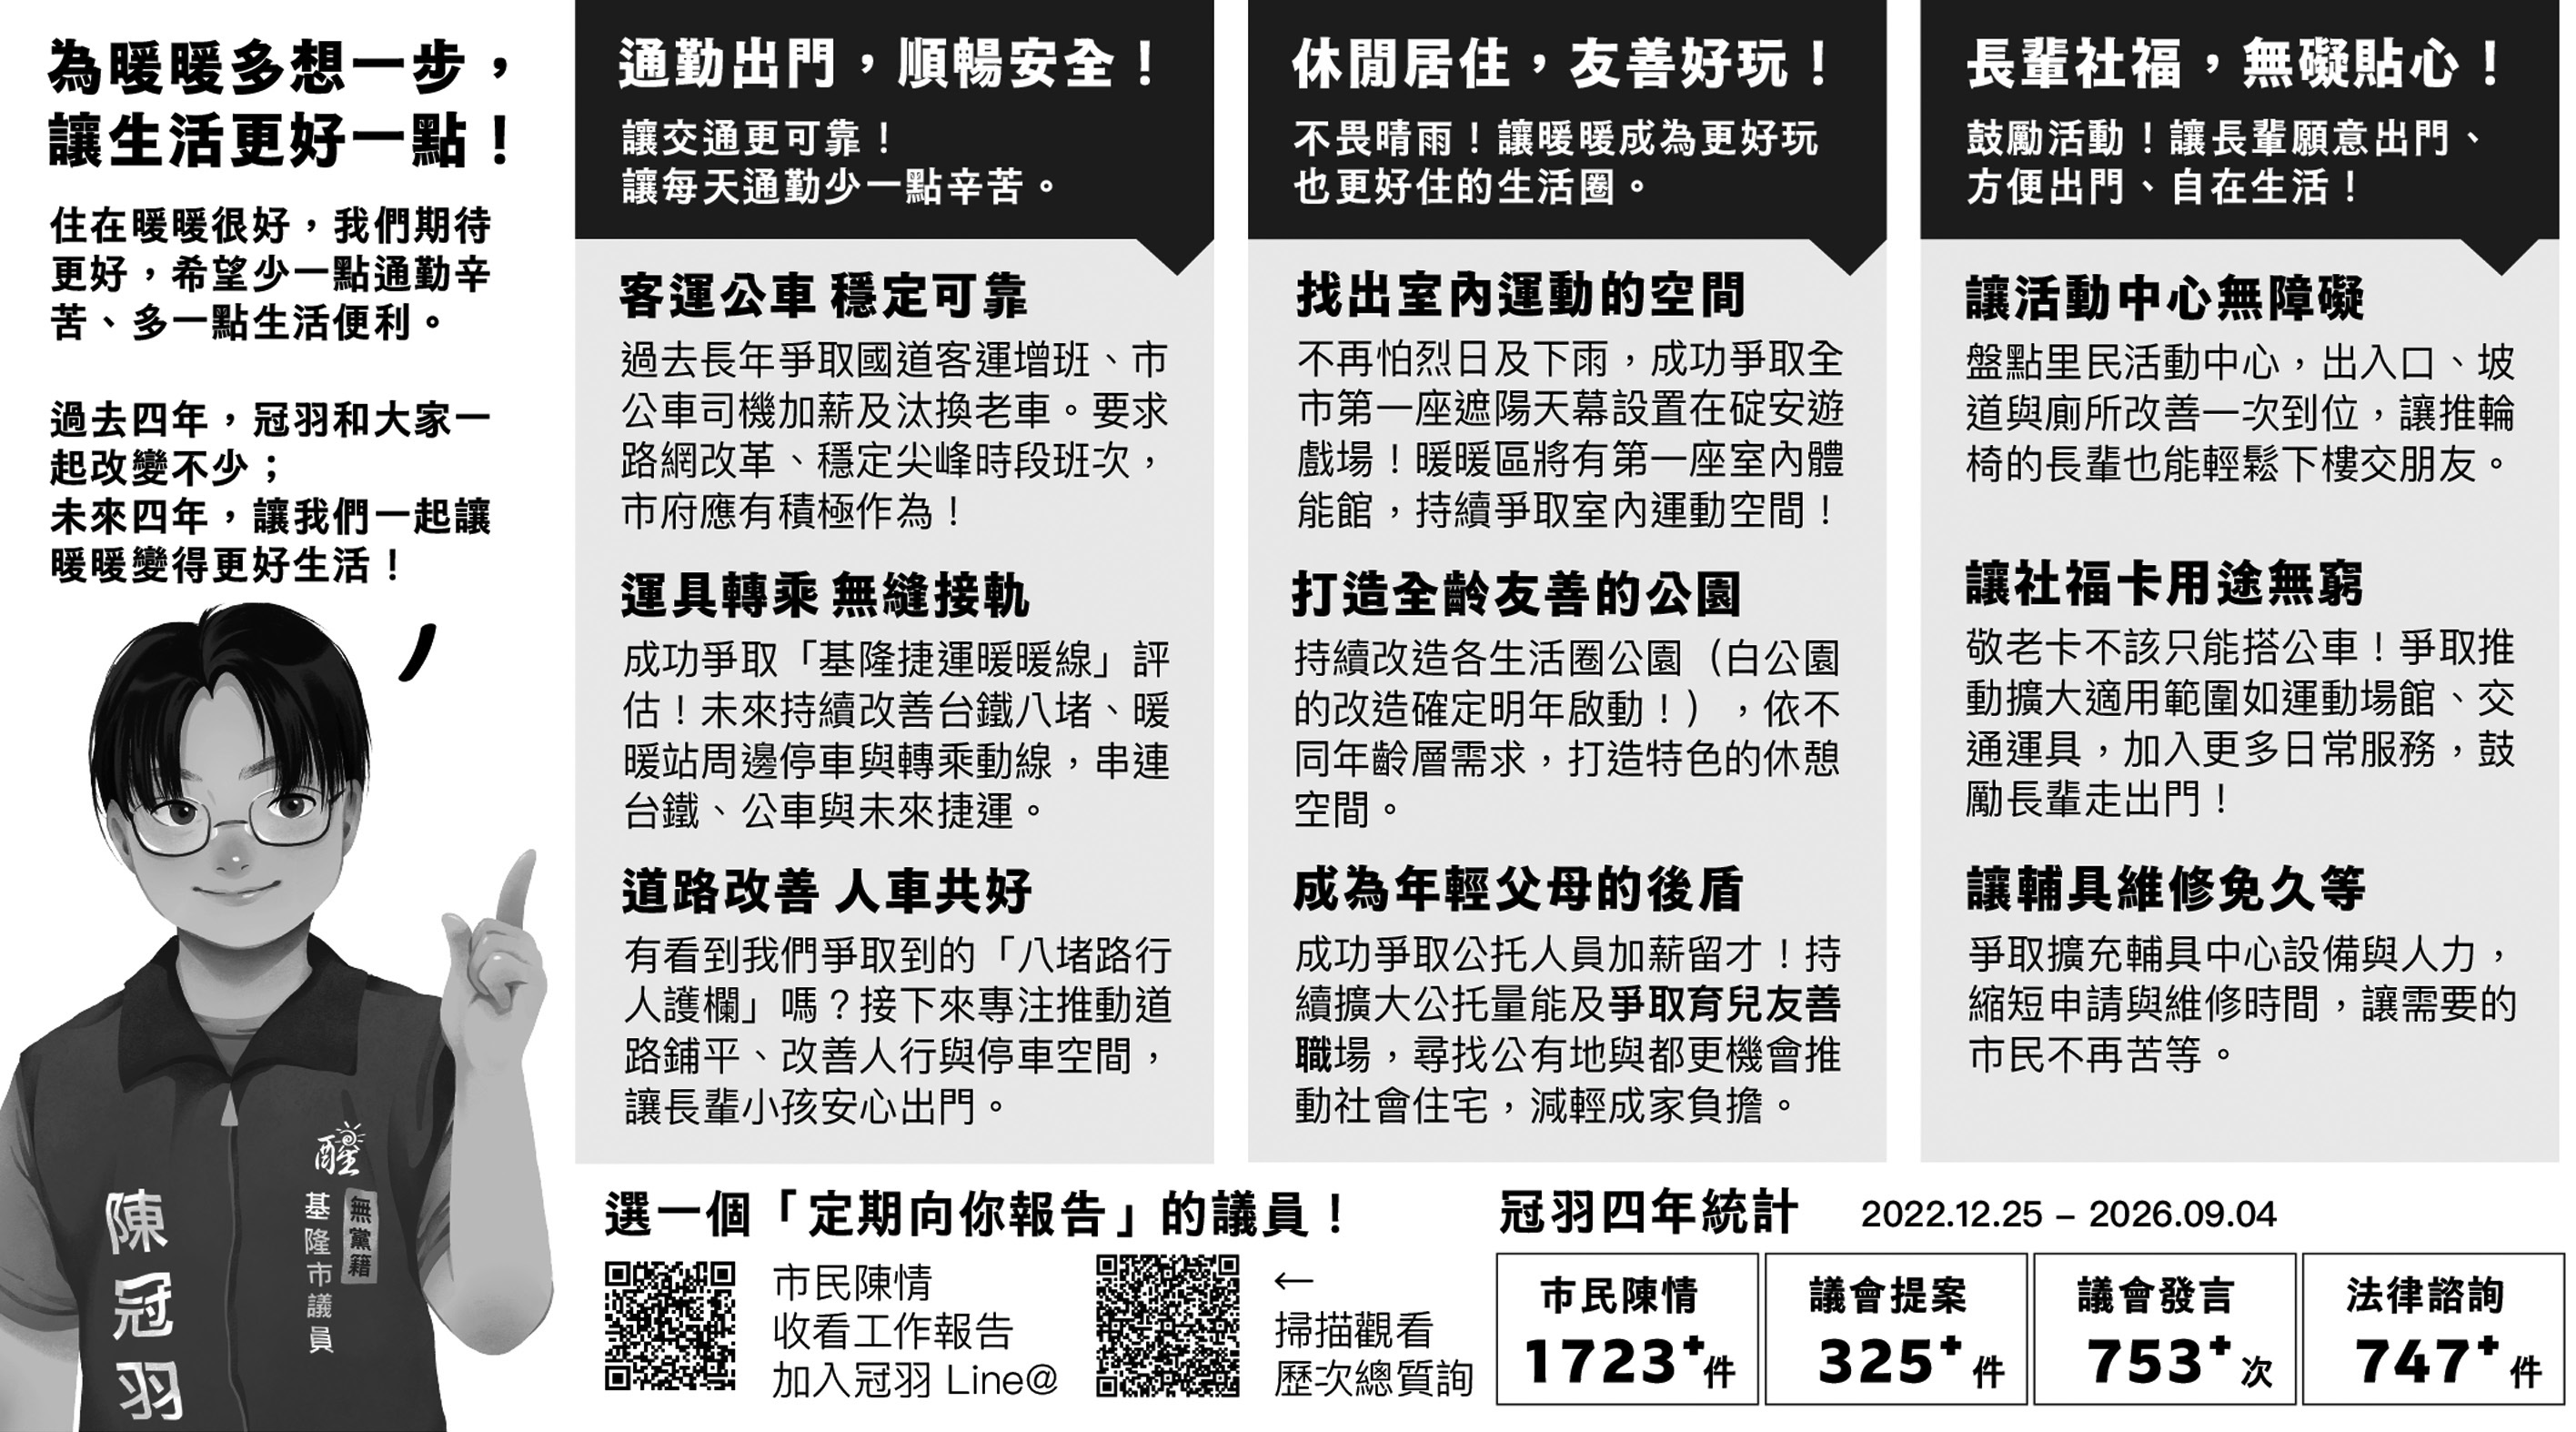 為暖暖多想一步，
讓生活更好一點！
住在暖暖很好，我們期待
更好，希望少一點通勤辛
苦、多一點生活便利。
過去四年，冠羽和大家一
起改變不少；
未來四年，讓我們一起讓
暖暖變得更好生活！
醒
無黨籍
基隆市議員
陳冠羽
通勤出門，順暢安全！
讓交通更可靠！
讓每天通勤少一點辛苦。
客運公車 穩定可靠
過去長年爭取國道客運增班、市
公車司機加薪及汰換老車。要求
路網改革、穩定尖峰時段班次，
市府應有積極作為！
運具轉乘 無縫接軌
成功爭取「基隆捷運暖暖線」評
估！未來持續改善台鐵八堵、暖
暖站周邊停車與轉乘動線，串連
台鐵、公車與未來捷運。
道路改善 人車共好
有看到我們爭取到的「八堵路行
人護欄」嗎？接下來專注推動道
路鋪平、改善人行與停車空間，
讓長輩小孩安心出門。
休閒居住，友善好玩！
不畏晴雨！讓暖暖成為更好玩
也更好住的生活圈。
找出室內運動的空間
不再怕烈日及下雨，成功爭取全
市第一座遮陽天幕設置在碇安遊
戲場！暖暖區將有第一座室內體
能館，持續爭取室內運動空間！
打造全齡友善的公園
持續改造各生活圈公園（白公園
的改造確定明年啟動！），依不
同年齡層需求，打造特色的休憩
空間。
成為年輕父母的後盾
成功爭取公托人員加薪留才！持
續擴大公托量能及爭取育兒友善
職場，尋找公有地與都更機會推
動社會住宅，減輕成家負擔。
長輩社福，無礙貼心！
鼓勵活動！讓長輩願意出門、
方便出門、自在生活！
讓活動中心無障礙
盤點里民活動中心，出入口、坡
道與廁所改善一次到位，讓推輪
椅的長輩也能輕鬆下樓交朋友。
讓社福卡用途無窮
敬老卡不該只能搭公車！爭取推
動擴大適用範圍如運動場館、交
通運具，加入更多日常服務，鼓
勵長輩走出門！
讓輔具維修免久等
爭取擴充輔具中心設備與人力，
縮短申請與維修時間，讓需要的
市民不再苦等。
選一個「定期向你報告」的議員！
市民陳情
收看工作報告
加入冠羽 Line@
←
掃描觀看
歷次總質詢
冠羽四年統計 2022.12.25 – 2026.09.04
市民陳情
1723+件
議會提案
325+件
議會發言
753+次
法律諮詢
747+件